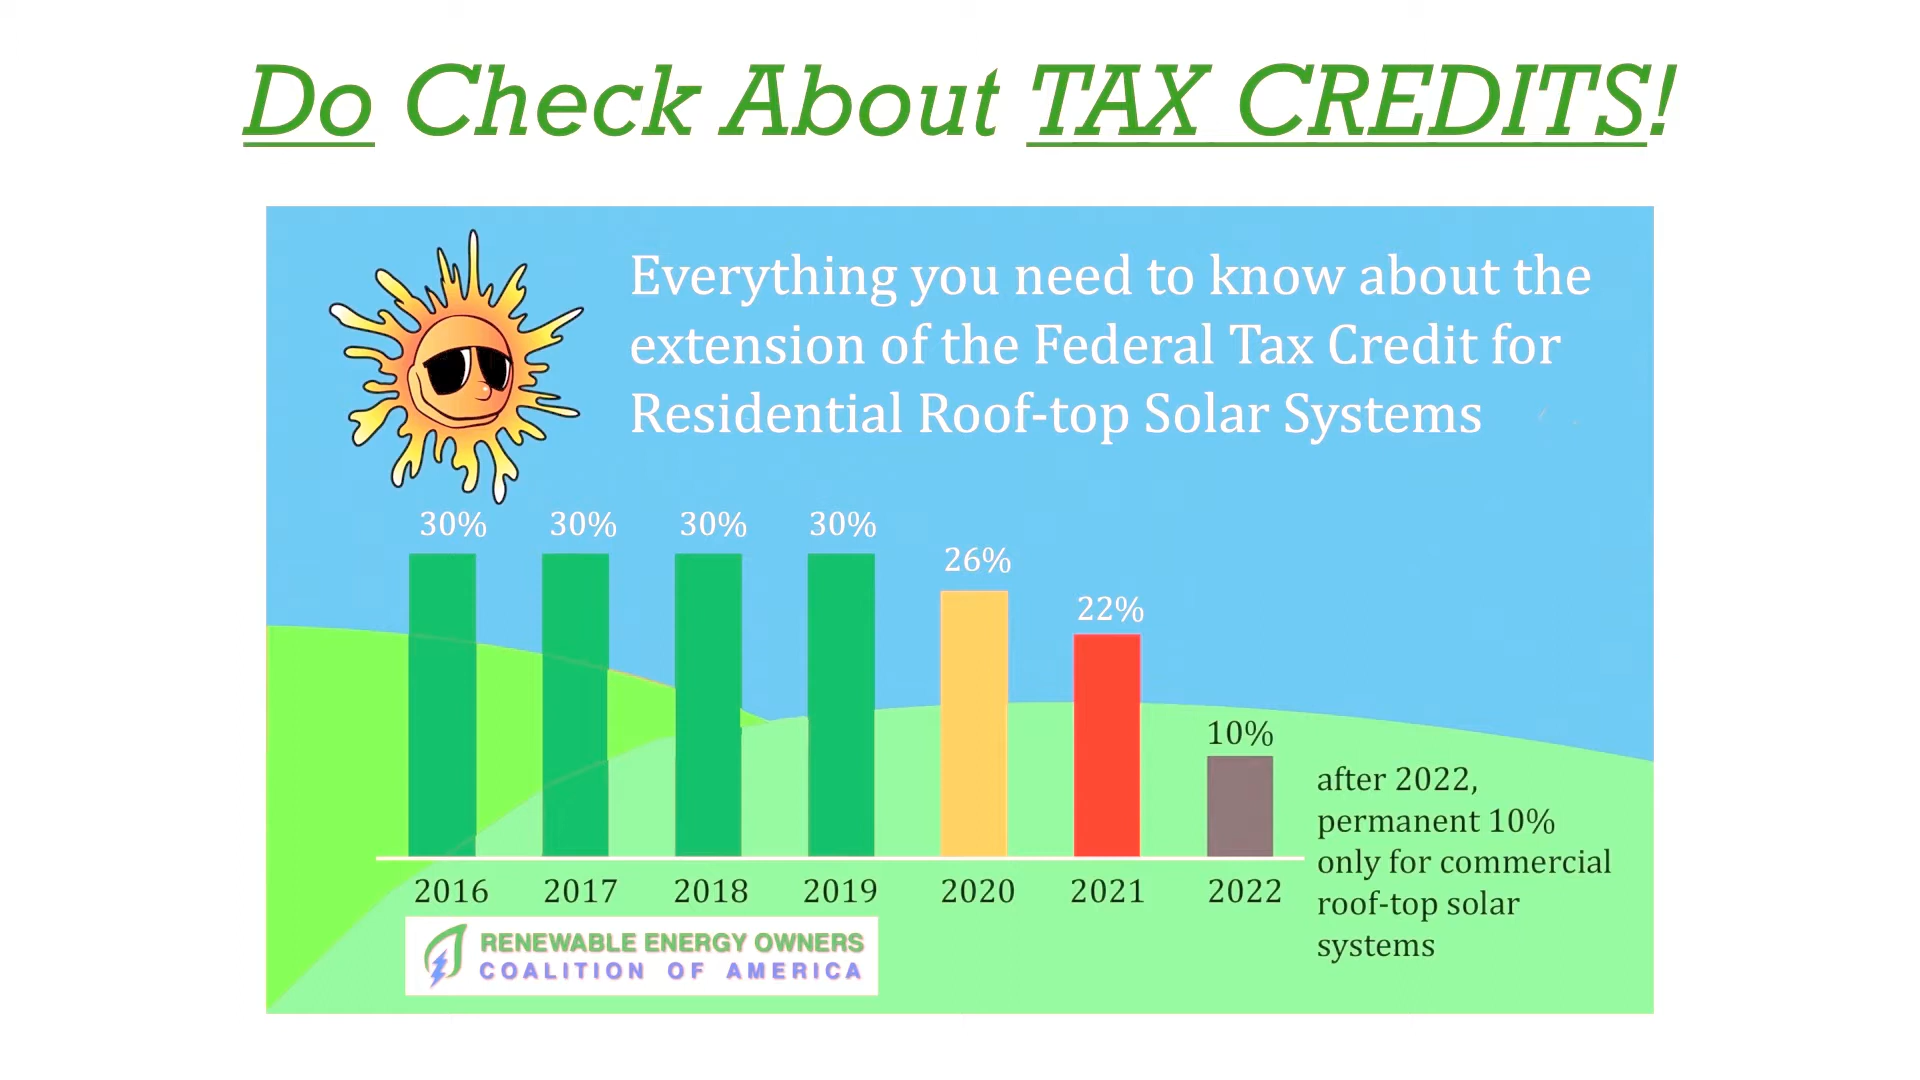 Do Check About TAX CREDITS!
Everything you need to know about the
extension of the Federal Tax Credit for
Residential Roof-top Solar Systems
30% 30% 30% 30%
26%
22%
10%
after 2022,
permanent 10%
only for commercial
roof-top solar
systems
2016 2017 2018 2019 2020 2021 2022
RENEWABLE ENERGY OWNERS
COALITION OF AMERICA